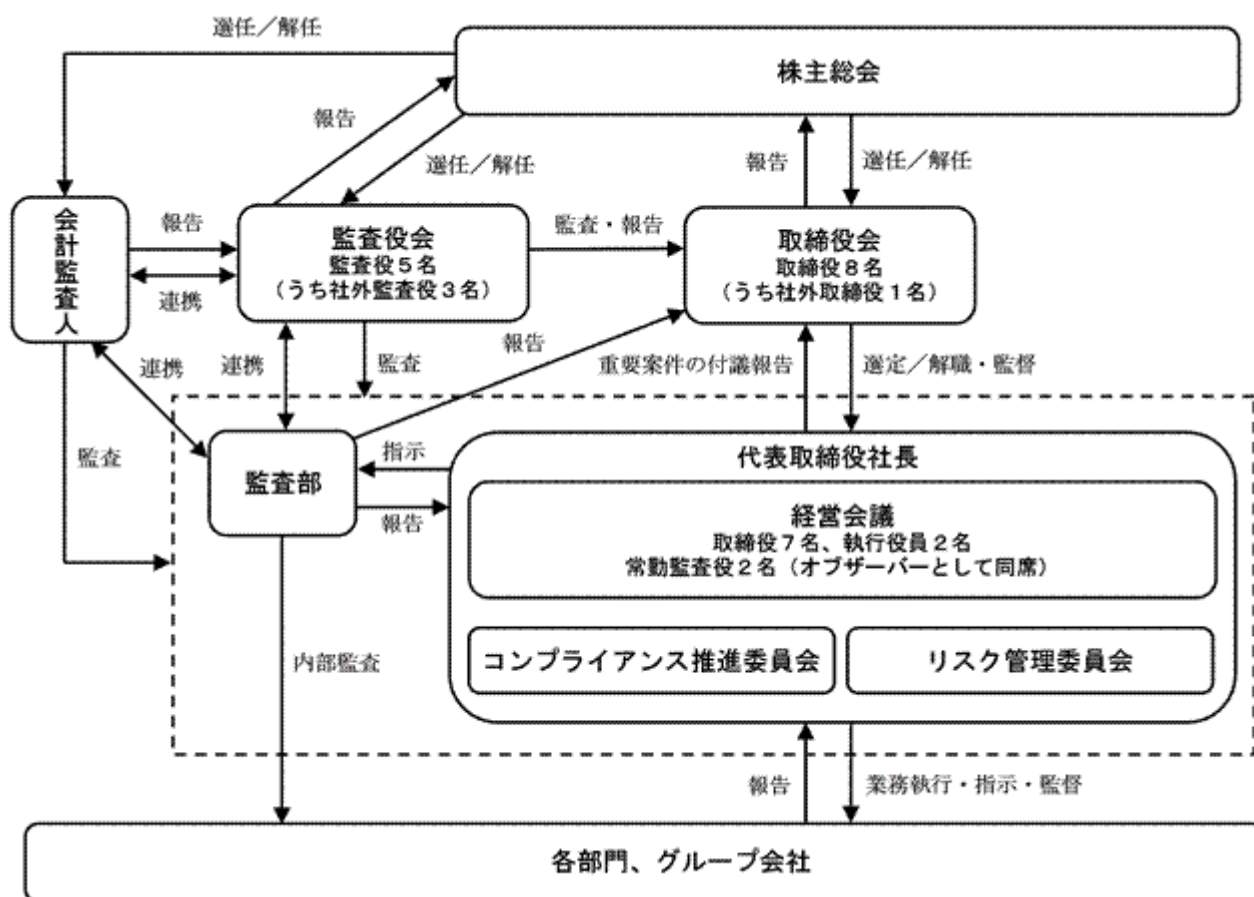 選任／解任
株主総会
報告
選任／解任
報告
選任／解任
会計監査人
報告
連携
監査役会
監査役５名
（うち社外監査役３名）
監査・報告
取締役会
取締役８名
（うち社外取締役１名）
連携
連携
監査
報告
重要案件の付議報告
選定／解職・監督
監査
監査部
指示
報告
代表取締役社長
経営会議
取締役７名、執行役員２名
常勤監査役２名（オブザーバーとして同席）
コンプライアンス推進委員会
リスク管理委員会
内部監査
報告
業務執行・指示・監督
各部門、グループ会社